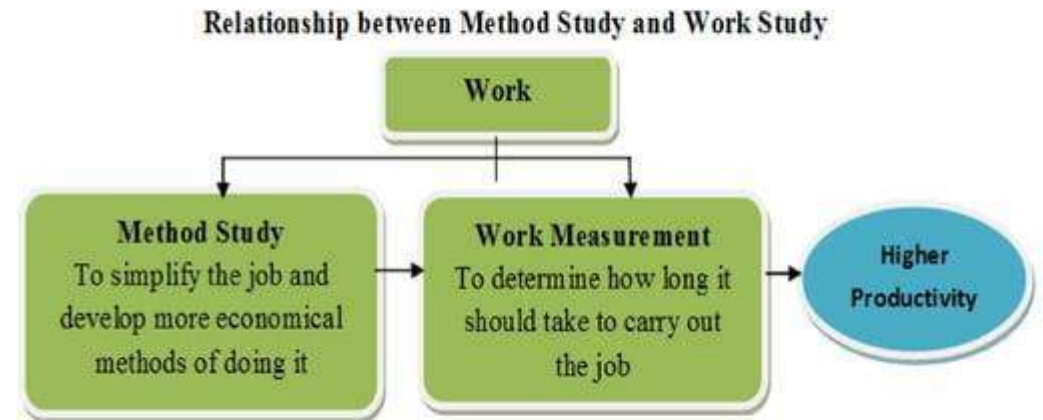 Relationship between Method Study and Work Study
Work
Method Study
To simplify the job and
develop more economical
methods of doing it
Work Measurement
To determine how long it
should take to carry out
the job
Higher
Productivity